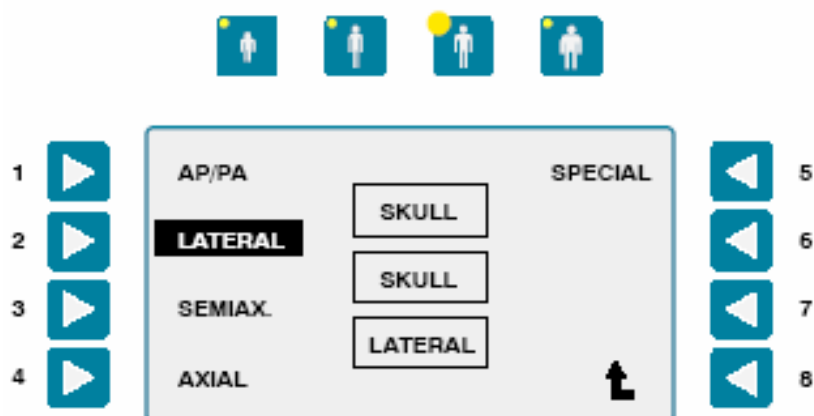 1 AP/PA SPECIAL 5
SKULL
2 LATERAL 6
SKULL
3 SEMIAX. 7
LATERAL
4 AXIAL 8